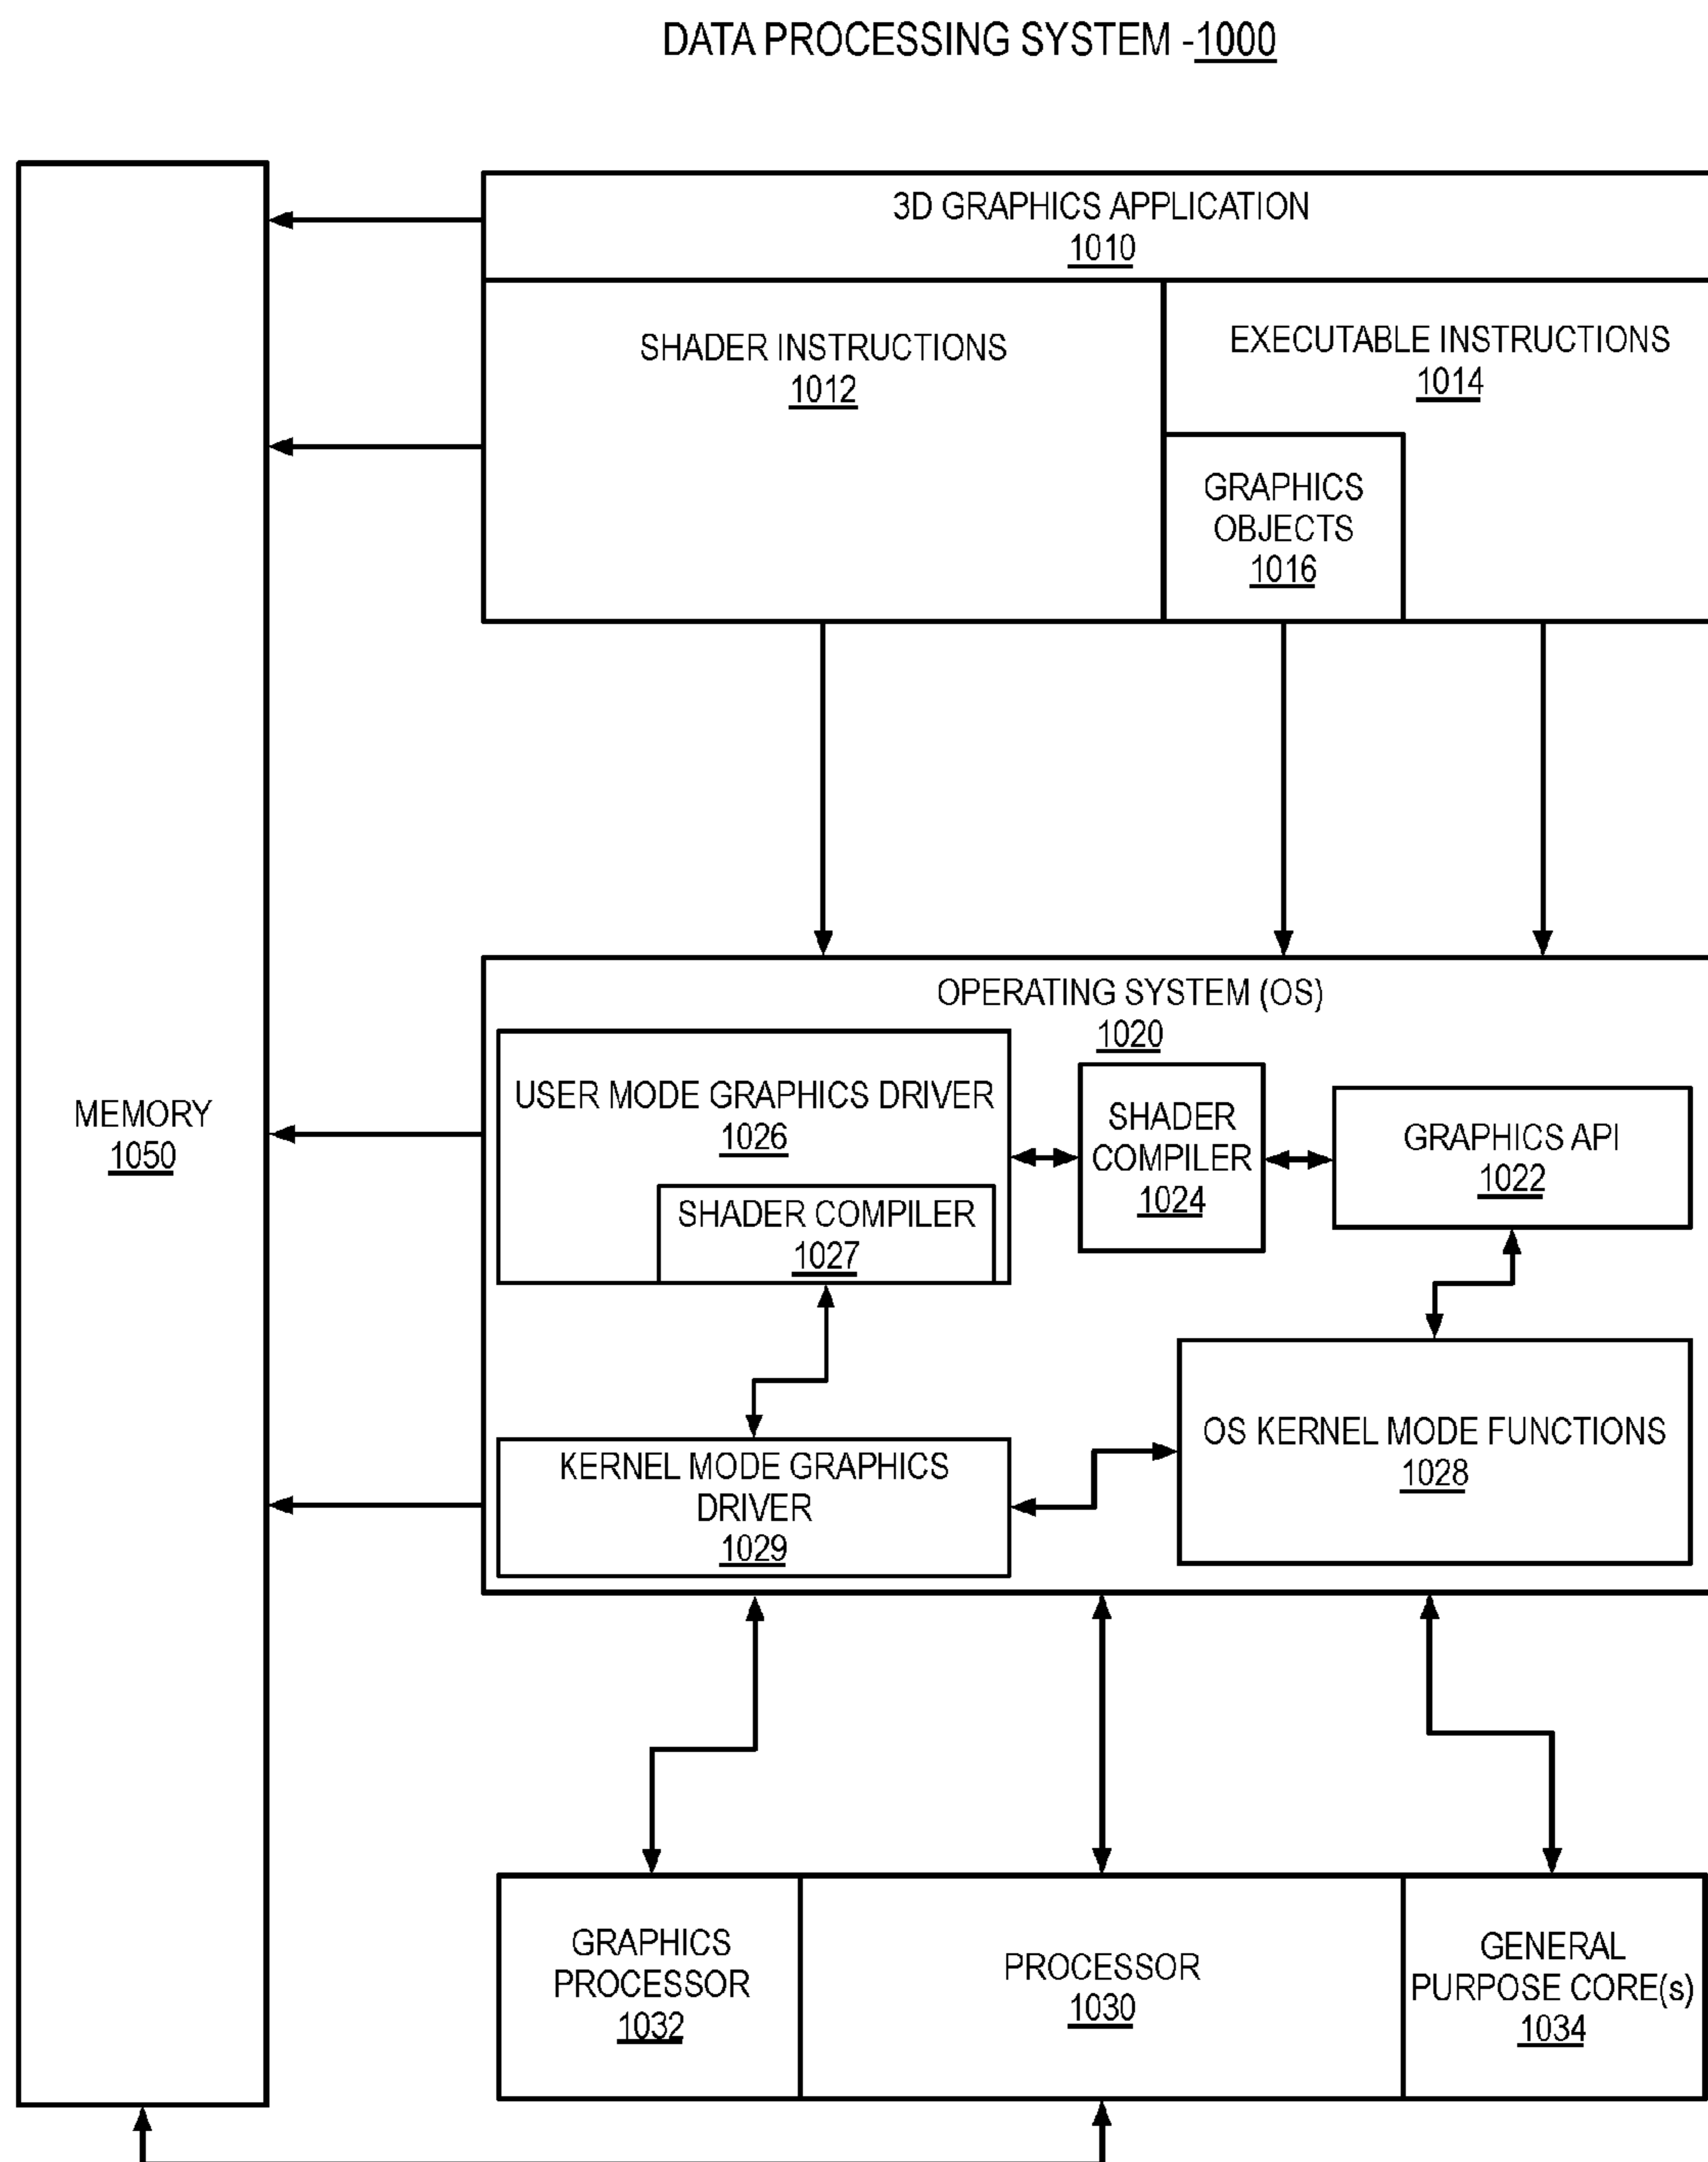 DATA PROCESSING SYSTEM -1000
3D GRAPHICS APPLICATION
1010
SHADER INSTRUCTIONS
1012
EXECUTABLE INSTRUCTIONS
1014
GRAPHICS
OBJECTS
1016
OPERATING SYSTEM (OS)
1020
USER MODE GRAPHICS DRIVER
1026
SHADER COMPILER
1027
SHADER
COMPILER
1024
GRAPHICS API
1022
MEMORY
1050
KERNEL MODE GRAPHICS
DRIVER
1029
OS KERNEL MODE FUNCTIONS
1028
GRAPHICS
PROCESSOR
1032
PROCESSOR
1030
GENERAL
PURPOSE CORE(s)
1034